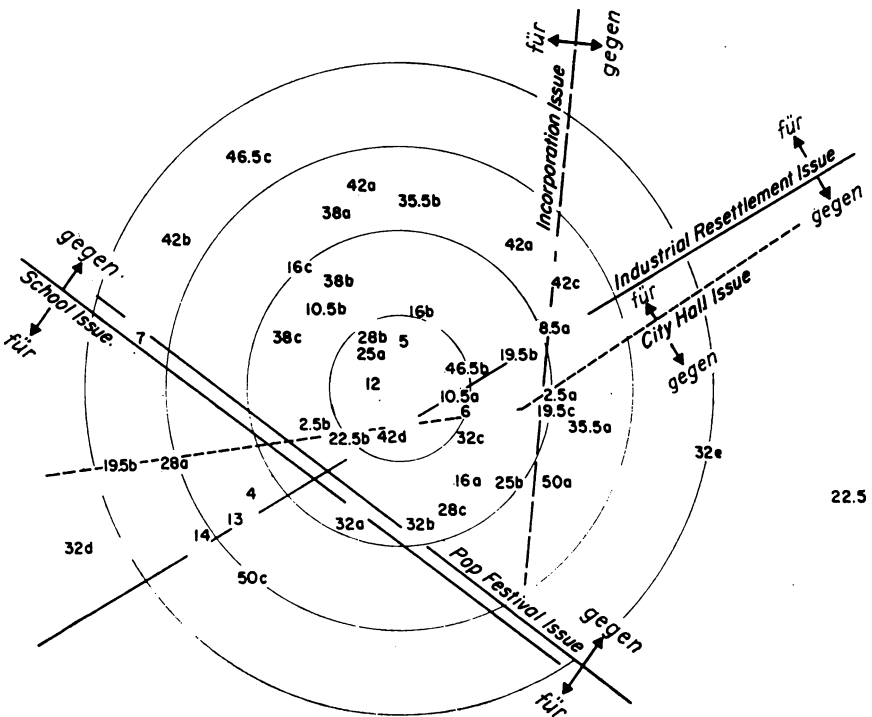 für
gegen
Incorporation Issue
für
Industrial Resettlement Issue
gegen
46.5c
42a
35.5b
38a
42b
42a
gegen.
School Issue.
für
16c
38b
42c
für
City Hall Issue
gegen
10.5b
16b
8.5a
38c
28b
5
25a
19.5b
46.5b
12
10.5a
2.5a
6
19.5c
2.5b
22.5b
42d
32c
35.5a
32e
19.5b
28a
16a
25b
50a
22.5
4
28c
13
32a
32b
14
32d
50c
Pop Festival Issue
gegen
für